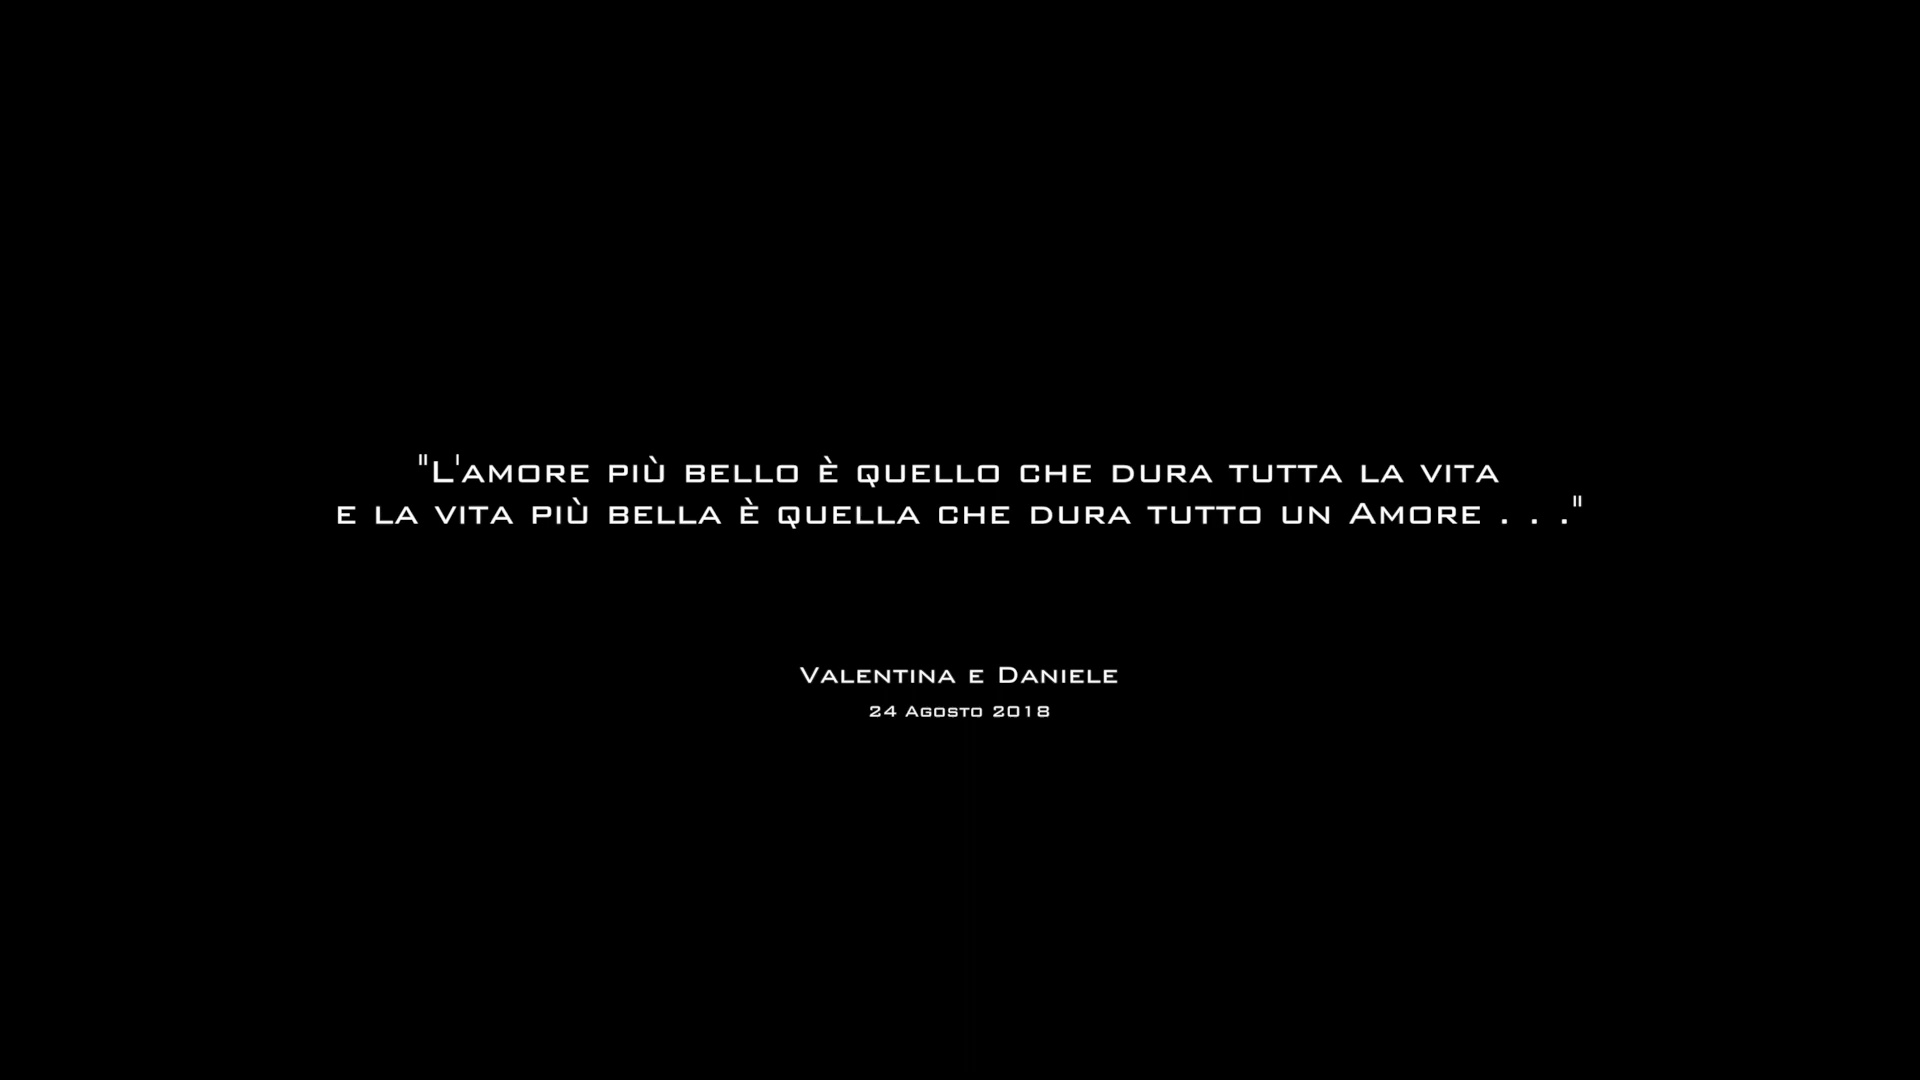 "L'amore più bello è quello che dura tutta la vita
e la vita più bella è quella che dura tutto un Amore . . ."
Valentina e Daniele
24 Agosto 2018